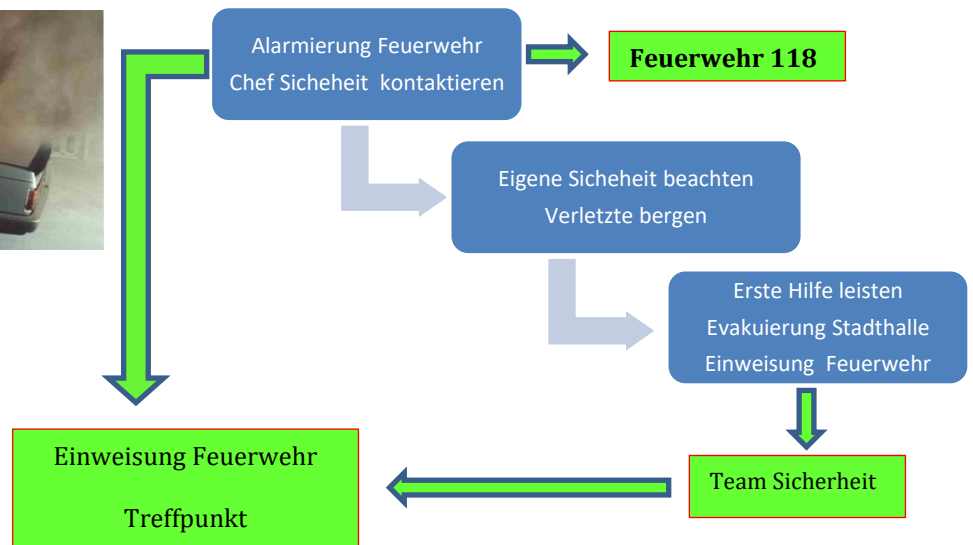 Alarmierung Feuerwehr
Chef Sicheheit kontaktieren
Feuerwehr 118
Eigene Sicheheit beachten
Verletzte bergen
Erste Hilfe leisten
Evakuierung Stadthalle
Einweisung Feuerwehr
Team Sicherheit
Einweisung Feuerwehr
Treffpunkt